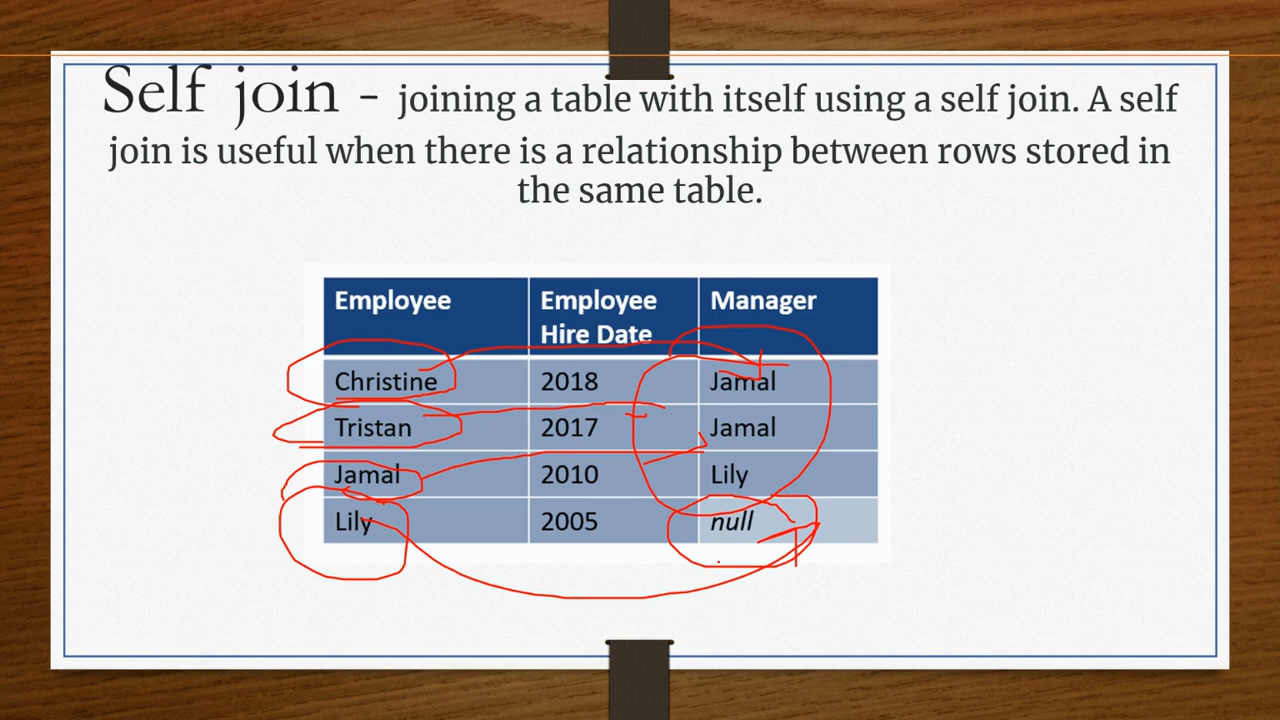 Self join - joining a table with itself using a self join. A self
join is useful when there is a relationship between rows stored in
the same table.
Employee
Employee
Hire Date
Manager
Christine 2018 Jamal
Tristan 2017 Jamal
Jamal 2010 Lily
Lily 2005 null